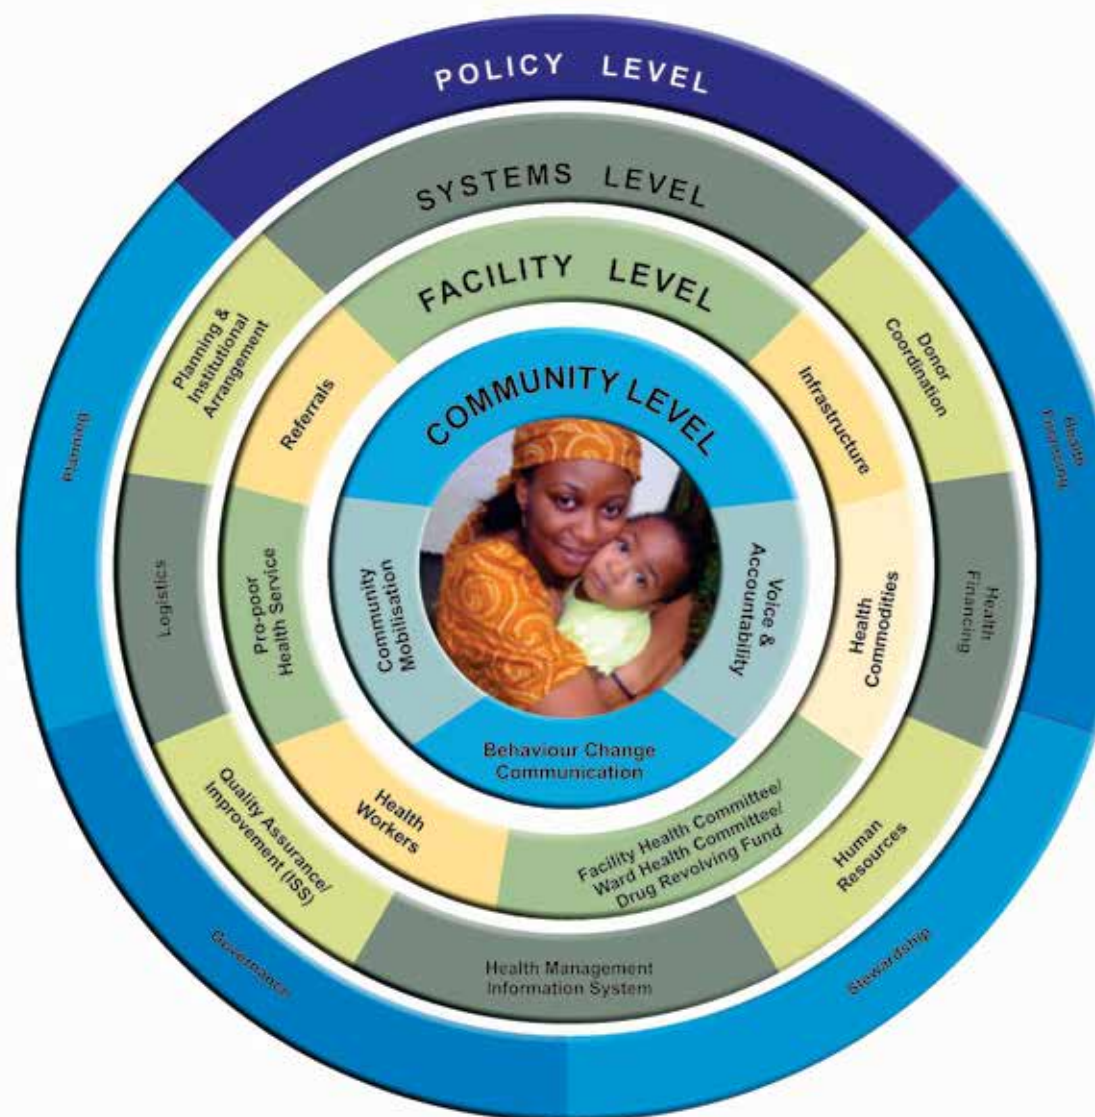 POLICY LEVEL
SYSTEMS LEVEL
FACILITY LEVEL
COMMUNITY LEVEL
Planning &
Institutional
Arrangement
Donor
Coordination
Referrals
Infrastructure
Planning
Health
Financing
Logistics
Pro-poor
Health Service
Community
Mobilisation
Voice &
Accountability
Health
Commodities
Health
Financing
Behaviour Change
Communication
Quality Assurance/
Improvement (ISS)
Health
Workers
Facility Health Committee/
Ward Health Committee/
Drug Revolving Fund
Human
Resources
Governance
Health Management
Information System
Stewardship